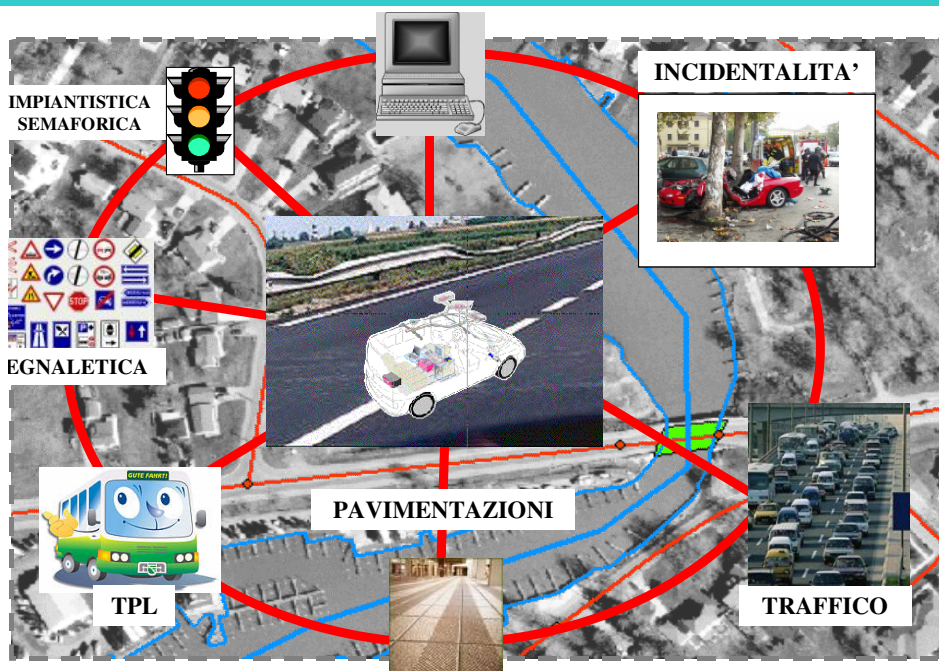 INCIDENTALITA’
IMPIANTISTICA
SEMAFORICA
STOP
EGNALETICA
GUTE FAHRT!
PAVIMENTAZIONI
TPL
TRAFFICO